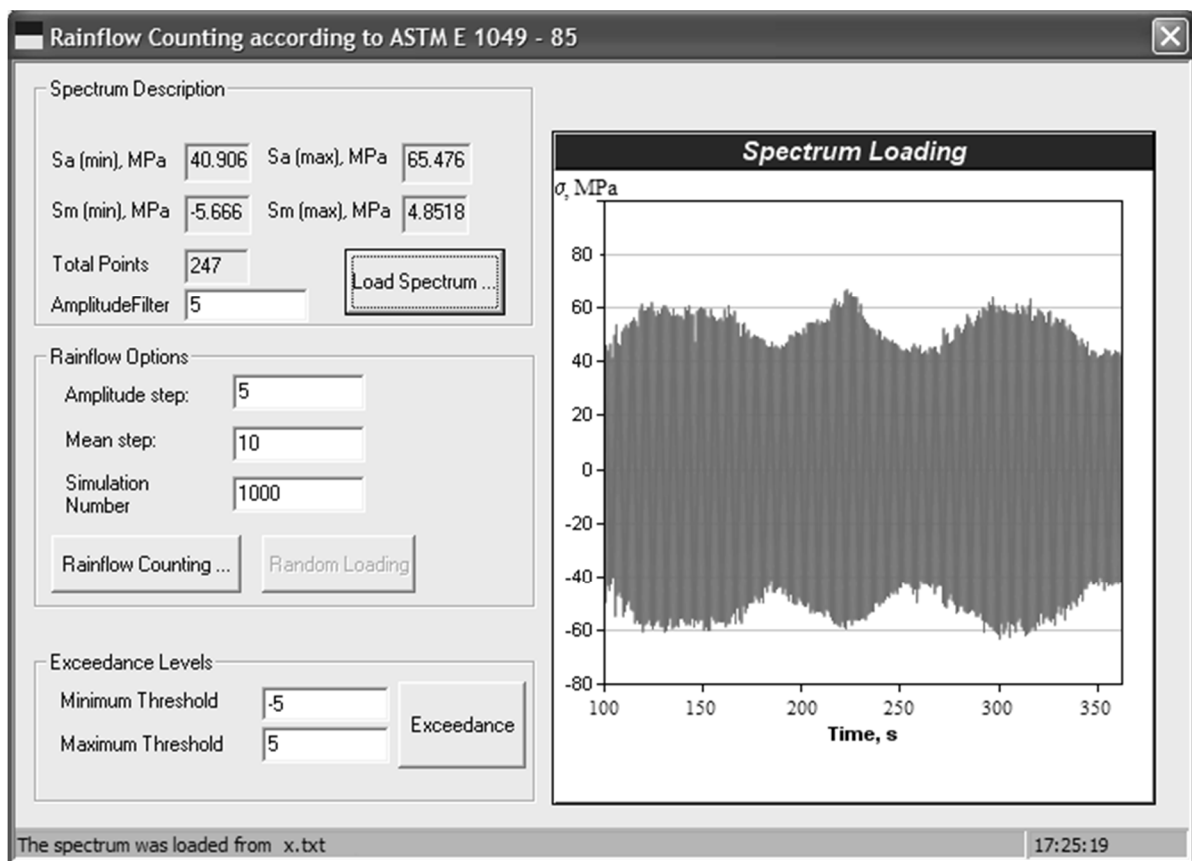 Rainflow Counting according to ASTM E 1049 - 85
Spectrum Description
Sa (min), MPa 40.906 Sa (max), MPa 65.476
Sm (min), MPa -5.666 Sm (max), MPa 4.8518
Total Points 247
Load Spectrum ...
AmplitudeFilter 5
Rainflow Options
Amplitude step: 5
Mean step: 10
Simulation
Number 1000
Rainflow Counting ... Random Loading
Exceedance Levels
Minimum Threshold -5
Maximum Threshold 5
Exceedance
Spectrum Loading
σ, MPa
80
60
40
20
0
-20
-40
-60
-80
100 150 200 250 300 350
Time, s
The spectrum was loaded from x.txt 17:25:19